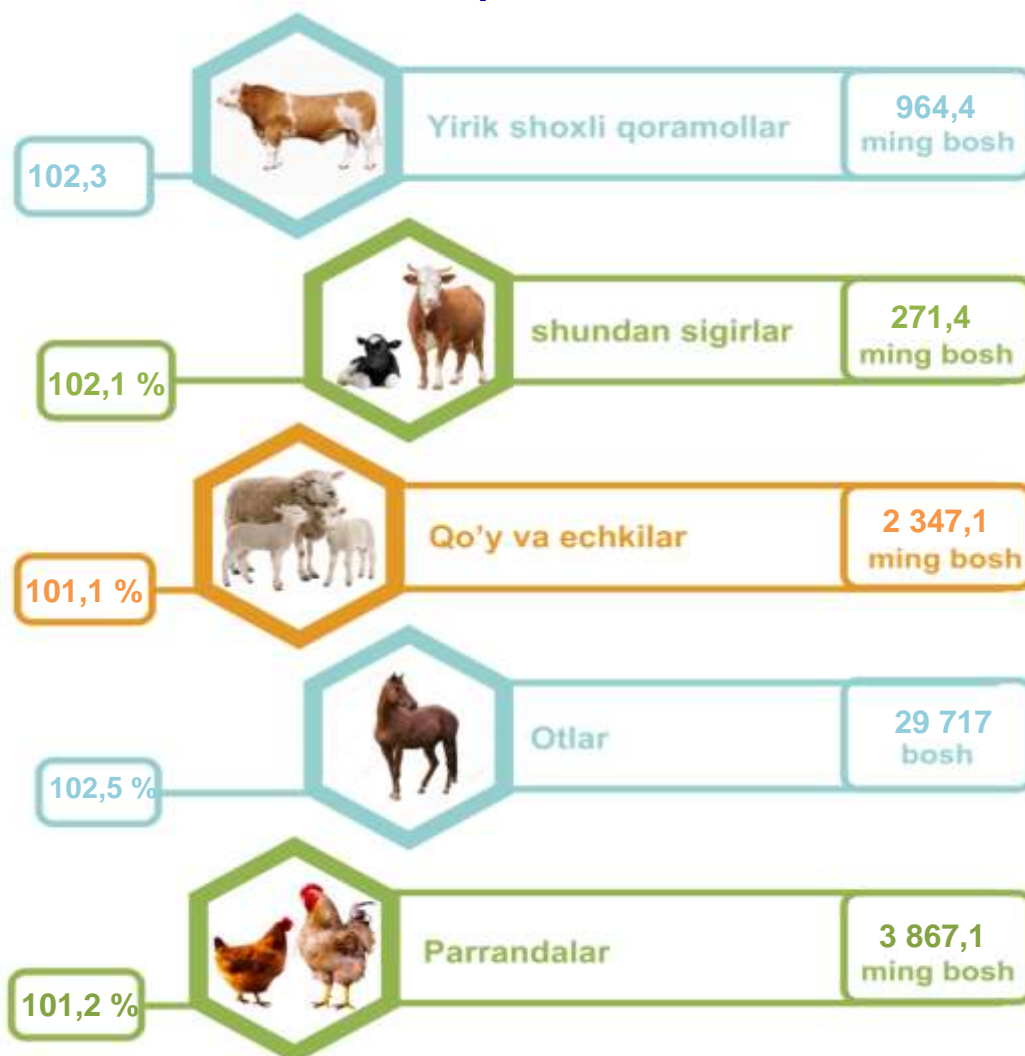 Yirik shoxli qoramollar
964,4
ming bosh
102,3
shundan sigirlar
271,4
ming bosh
102,1 %
Qo’y va echkilar
2 347,1
ming bosh
101,1 %
Otlar
29 717
bosh
102,5 %
Parrandalar
3 867,1
ming bosh
101,2 %